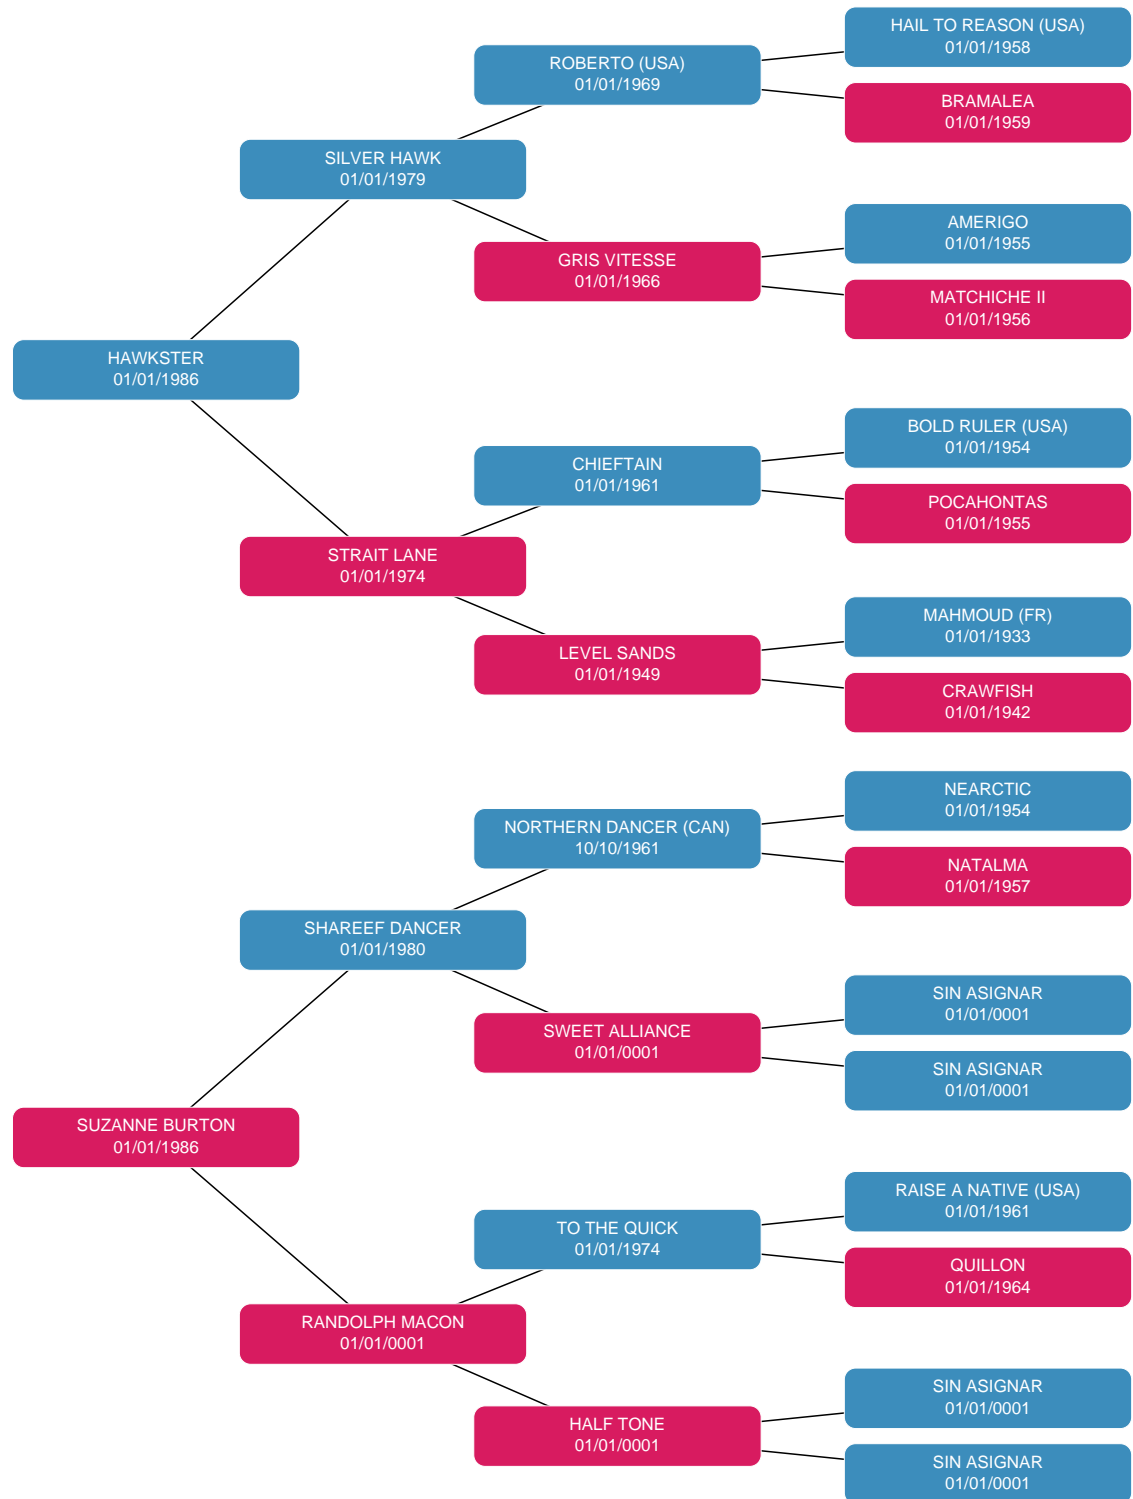 HAIL TO REASON (USA)
01/01/1958
ROBERTO (USA)
01/01/1969
BRAMALEA
01/01/1959
SILVER HAWK
01/01/1979
AMERIGO
01/01/1955
GRIS VITESSE
01/01/1966
MATCHICHE II
01/01/1956
HAWKSTER
01/01/1986
BOLD RULER (USA)
01/01/1954
CHIEFTAIN
01/01/1961
POCAHONTAS
01/01/1955
STRAIT LANE
01/01/1974
MAHMOUD (FR)
01/01/1933
LEVEL SANDS
01/01/1949
CRAWFISH
01/01/1942
NEARCTIC
01/01/1954
NORTHERN DANCER (CAN)
10/10/1961
NATALMA
01/01/1957
SHAREEF DANCER
01/01/1980
SIN ASIGNAR
01/01/0001
SWEET ALLIANCE
01/01/0001
SIN ASIGNAR
01/01/0001
SUZANNE BURTON
01/01/1986
RAISE A NATIVE (USA)
01/01/1961
TO THE QUICK
01/01/1974
QUILLON
01/01/1964
RANDOLPH MACON
01/01/0001
SIN ASIGNAR
01/01/0001
HALF TONE
01/01/0001
SIN ASIGNAR
01/01/0001